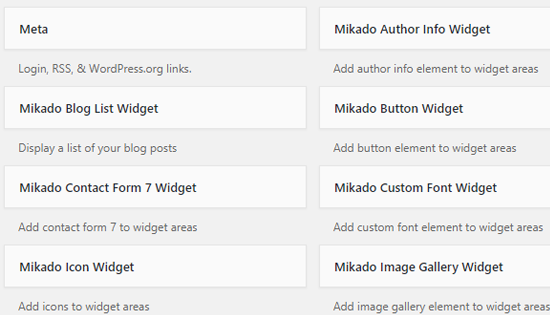 Meta
Mikado Author Info Widget
Login, RSS, & WordPress.org links.
Add author info element to widget areas
Mikado Blog List Widget
Mikado Button Widget
Display a list of your blog posts
Add button element to widget areas
Mikado Contact Form 7 Widget
Mikado Custom Font Widget
Add contact form 7 to widget areas
Add custom font element to widget areas
Mikado Icon Widget
Mikado Image Gallery Widget
Add icons to widget areas
Add image gallery element to widget areas